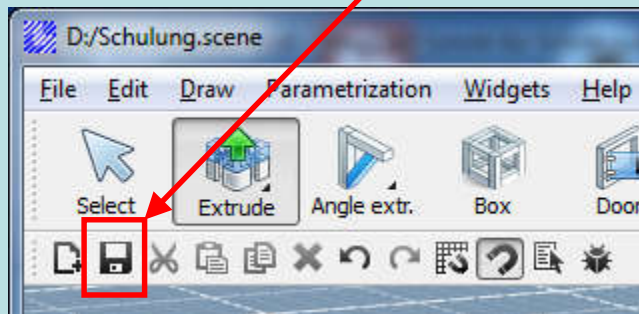 D:/Schulung.scene
File Edit Draw Parametrization Widgets Help
Select Extrude Angle extr. Box Door